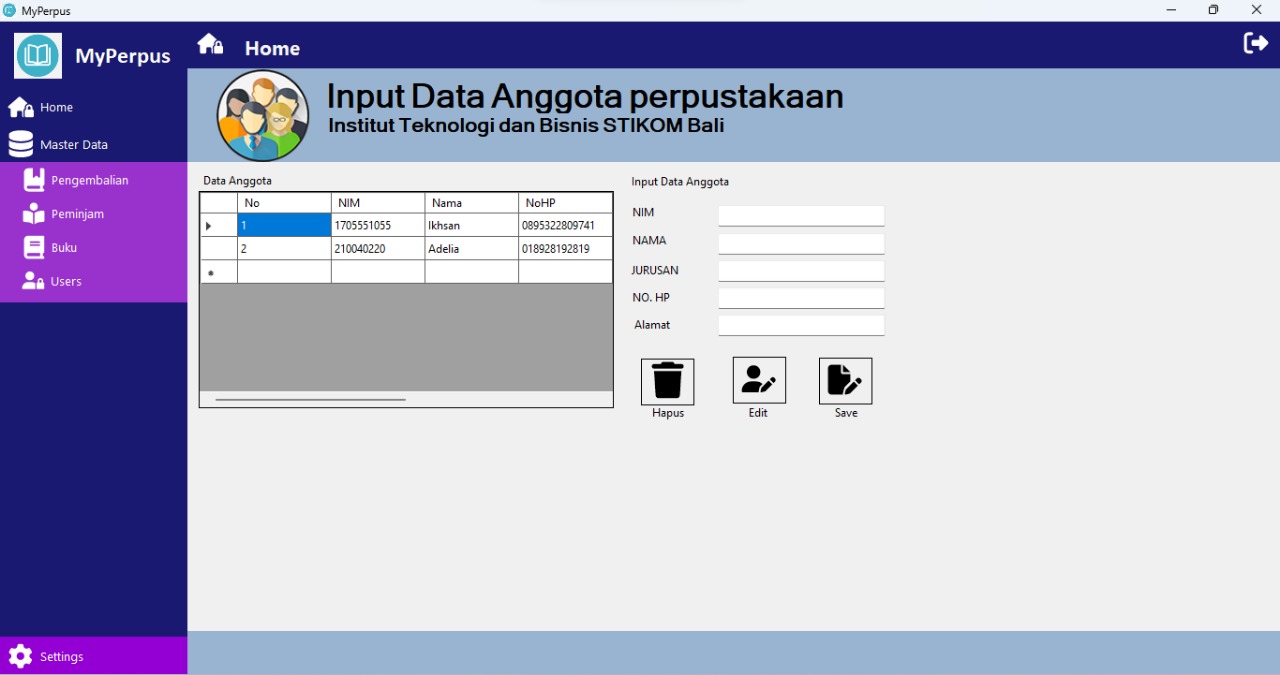 MyPerpus
MyPerpus
Home
Home
Master Data
Pengembalian
Peminjam
Buku
Users
Settings
Input Data Anggota perpustakaan
Institut Teknologi dan Bisnis STIKOM Bali
Data Anggota
No NIM Nama NoHP
1 1705551055 Ikhsan 0895322809741
2 210040220 Adelia 018928192819
Input Data Anggota
NIM
NAMA
JURUSAN
NO. HP
Alamat
Hapus Edit Save